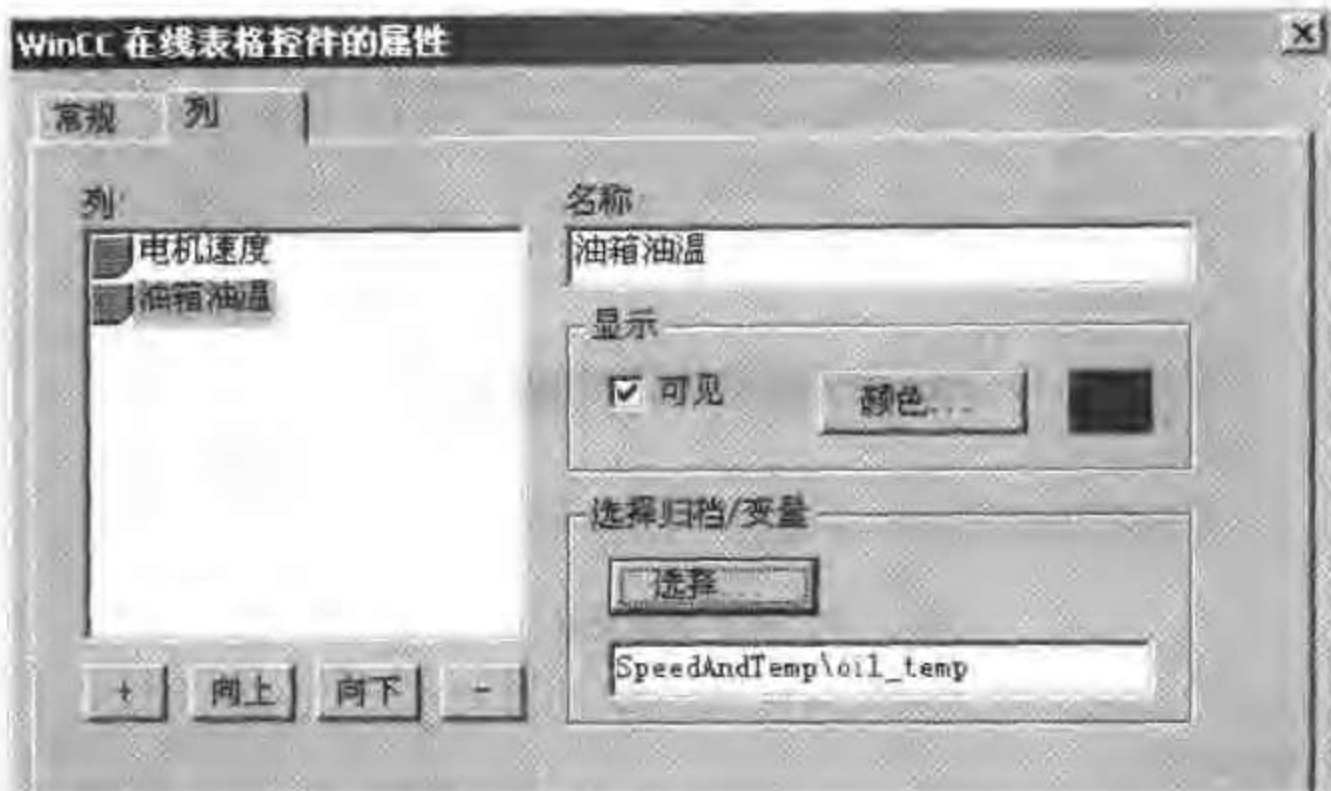 WinCC 在线表格控件的属性
常规 列
列:
电机速度
油箱油温
+ 向上 向下 -
名称:
油箱油温
显示
可见 颜色...
选择归档/变量
选择...
SpeedAndTemp\oil_temp